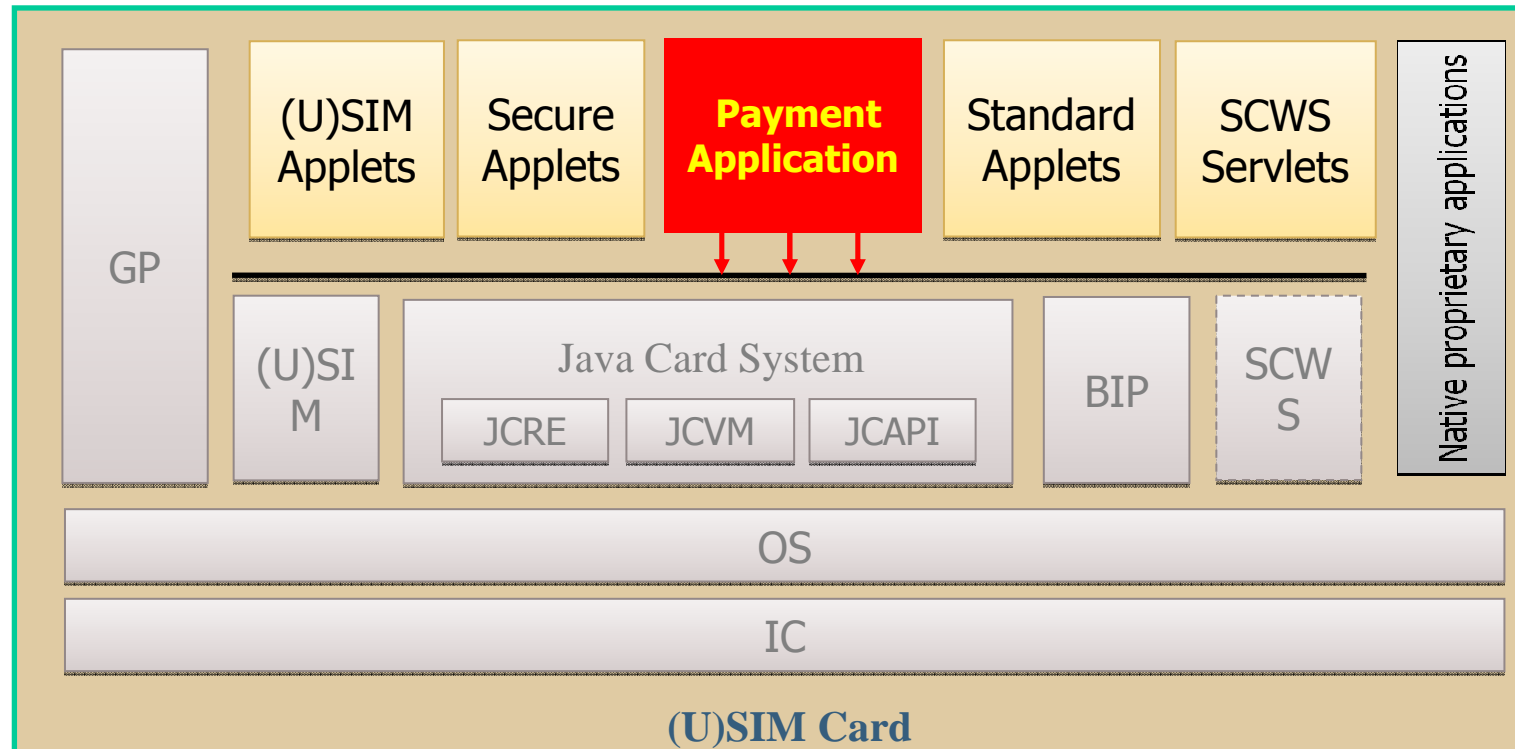 GP
(U)SIM
Applets
Secure
Applets
Payment
Application
Standard
Applets
SCWS
Servlets
Native proprietary applications
(U)SI
M
Java Card System
JCRE
JCVM
JCAPI
BIP
SCW
S
OS
IC
(U)SIM Card